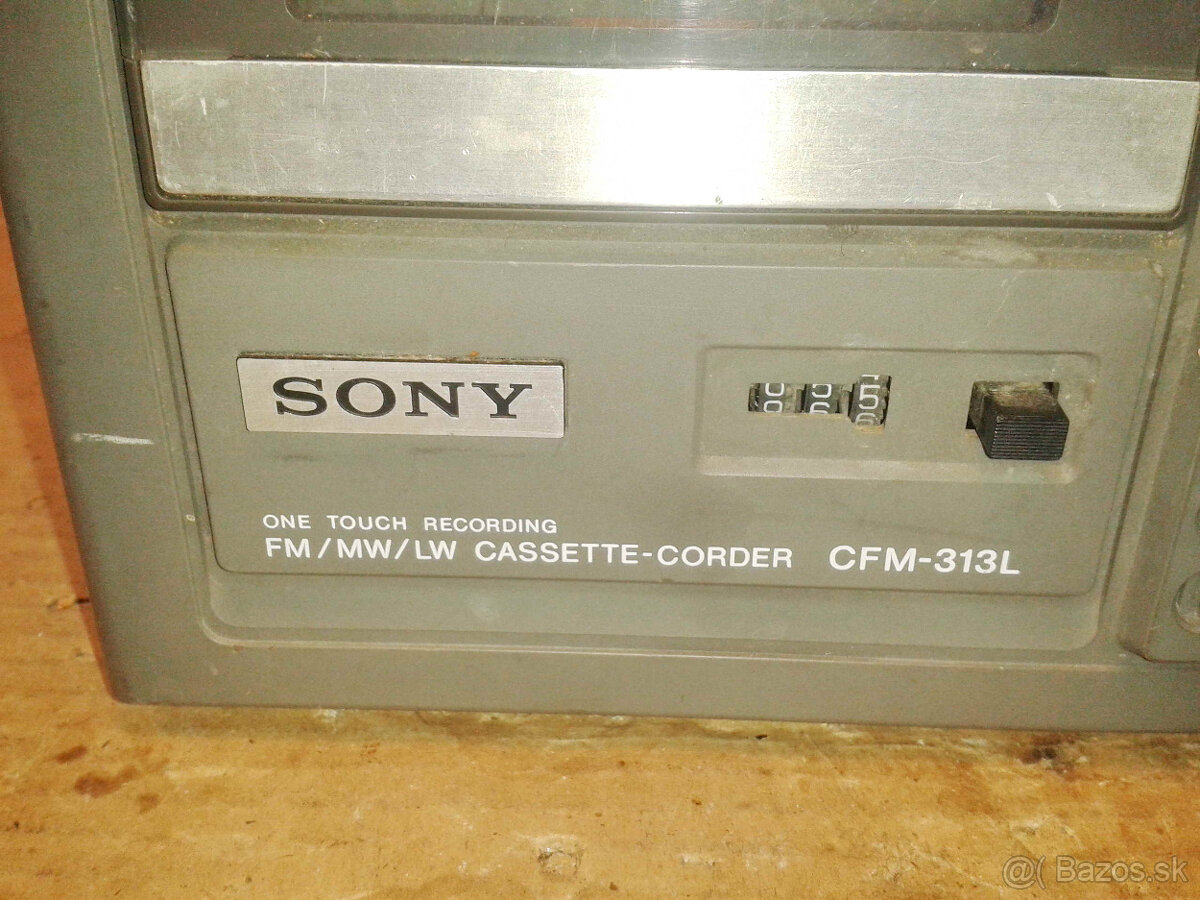 SONY
ONE TOUCH RECORDING
FM/MW/LW CASSETTE-CORDER CFM-313L
@( Bazos.sk